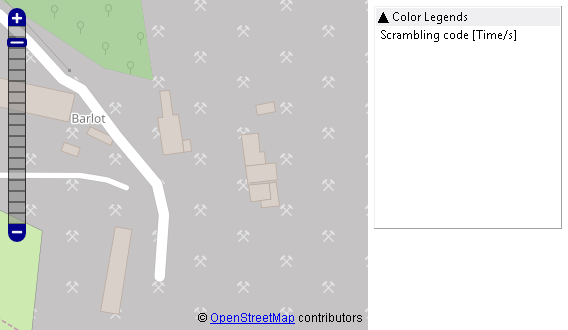 ▲ Color Legends
Scrambling code [Time/s]
Barlot
© OpenStreetMap contributors